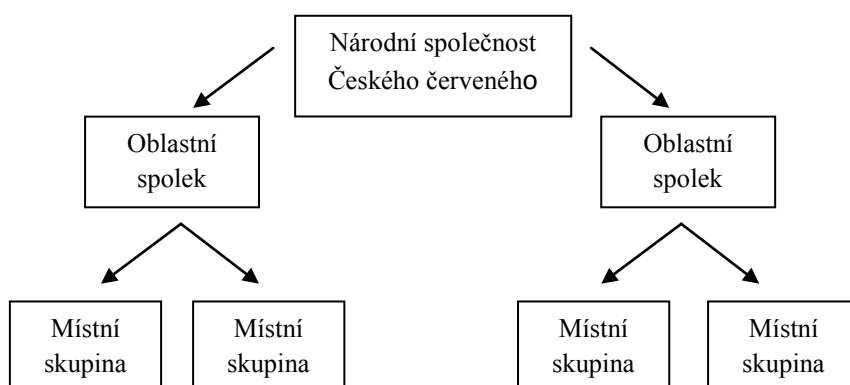 Národní společnost
Českého červeného
Oblastní
spolek
Oblastní
spolek
Místní
skupina
Místní
skupina
Místní
skupina
Místní
skupina